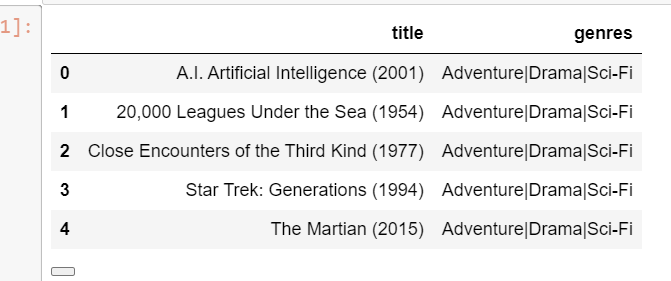 1]:
title genres
0 A.I. Artificial Intelligence (2001) Adventure|Drama|Sci-Fi
1 20,000 Leagues Under the Sea (1954) Adventure|Drama|Sci-Fi
2 Close Encounters of the Third Kind (1977) Adventure|Drama|Sci-Fi
3 Star Trek: Generations (1994) Adventure|Drama|Sci-Fi
4 The Martian (2015) Adventure|Drama|Sci-Fi